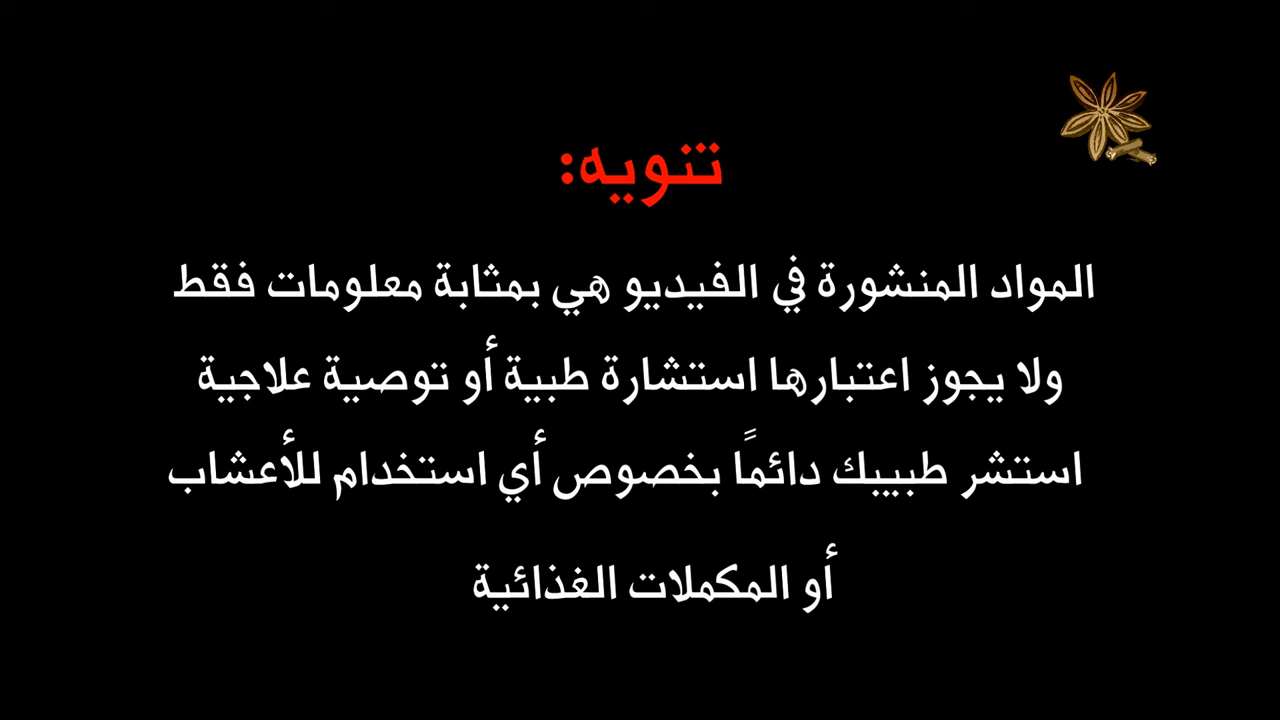 تنويه:
المواد المنشورة في الفيديو هي بمثابة معلومات فقط
ولا يجوز اعتبارها استشارة طبية أو توصية علاجية
استشر طبيبك دائمًا بخصوص أي استخدام للأعشاب
أو المكملات الغذائية